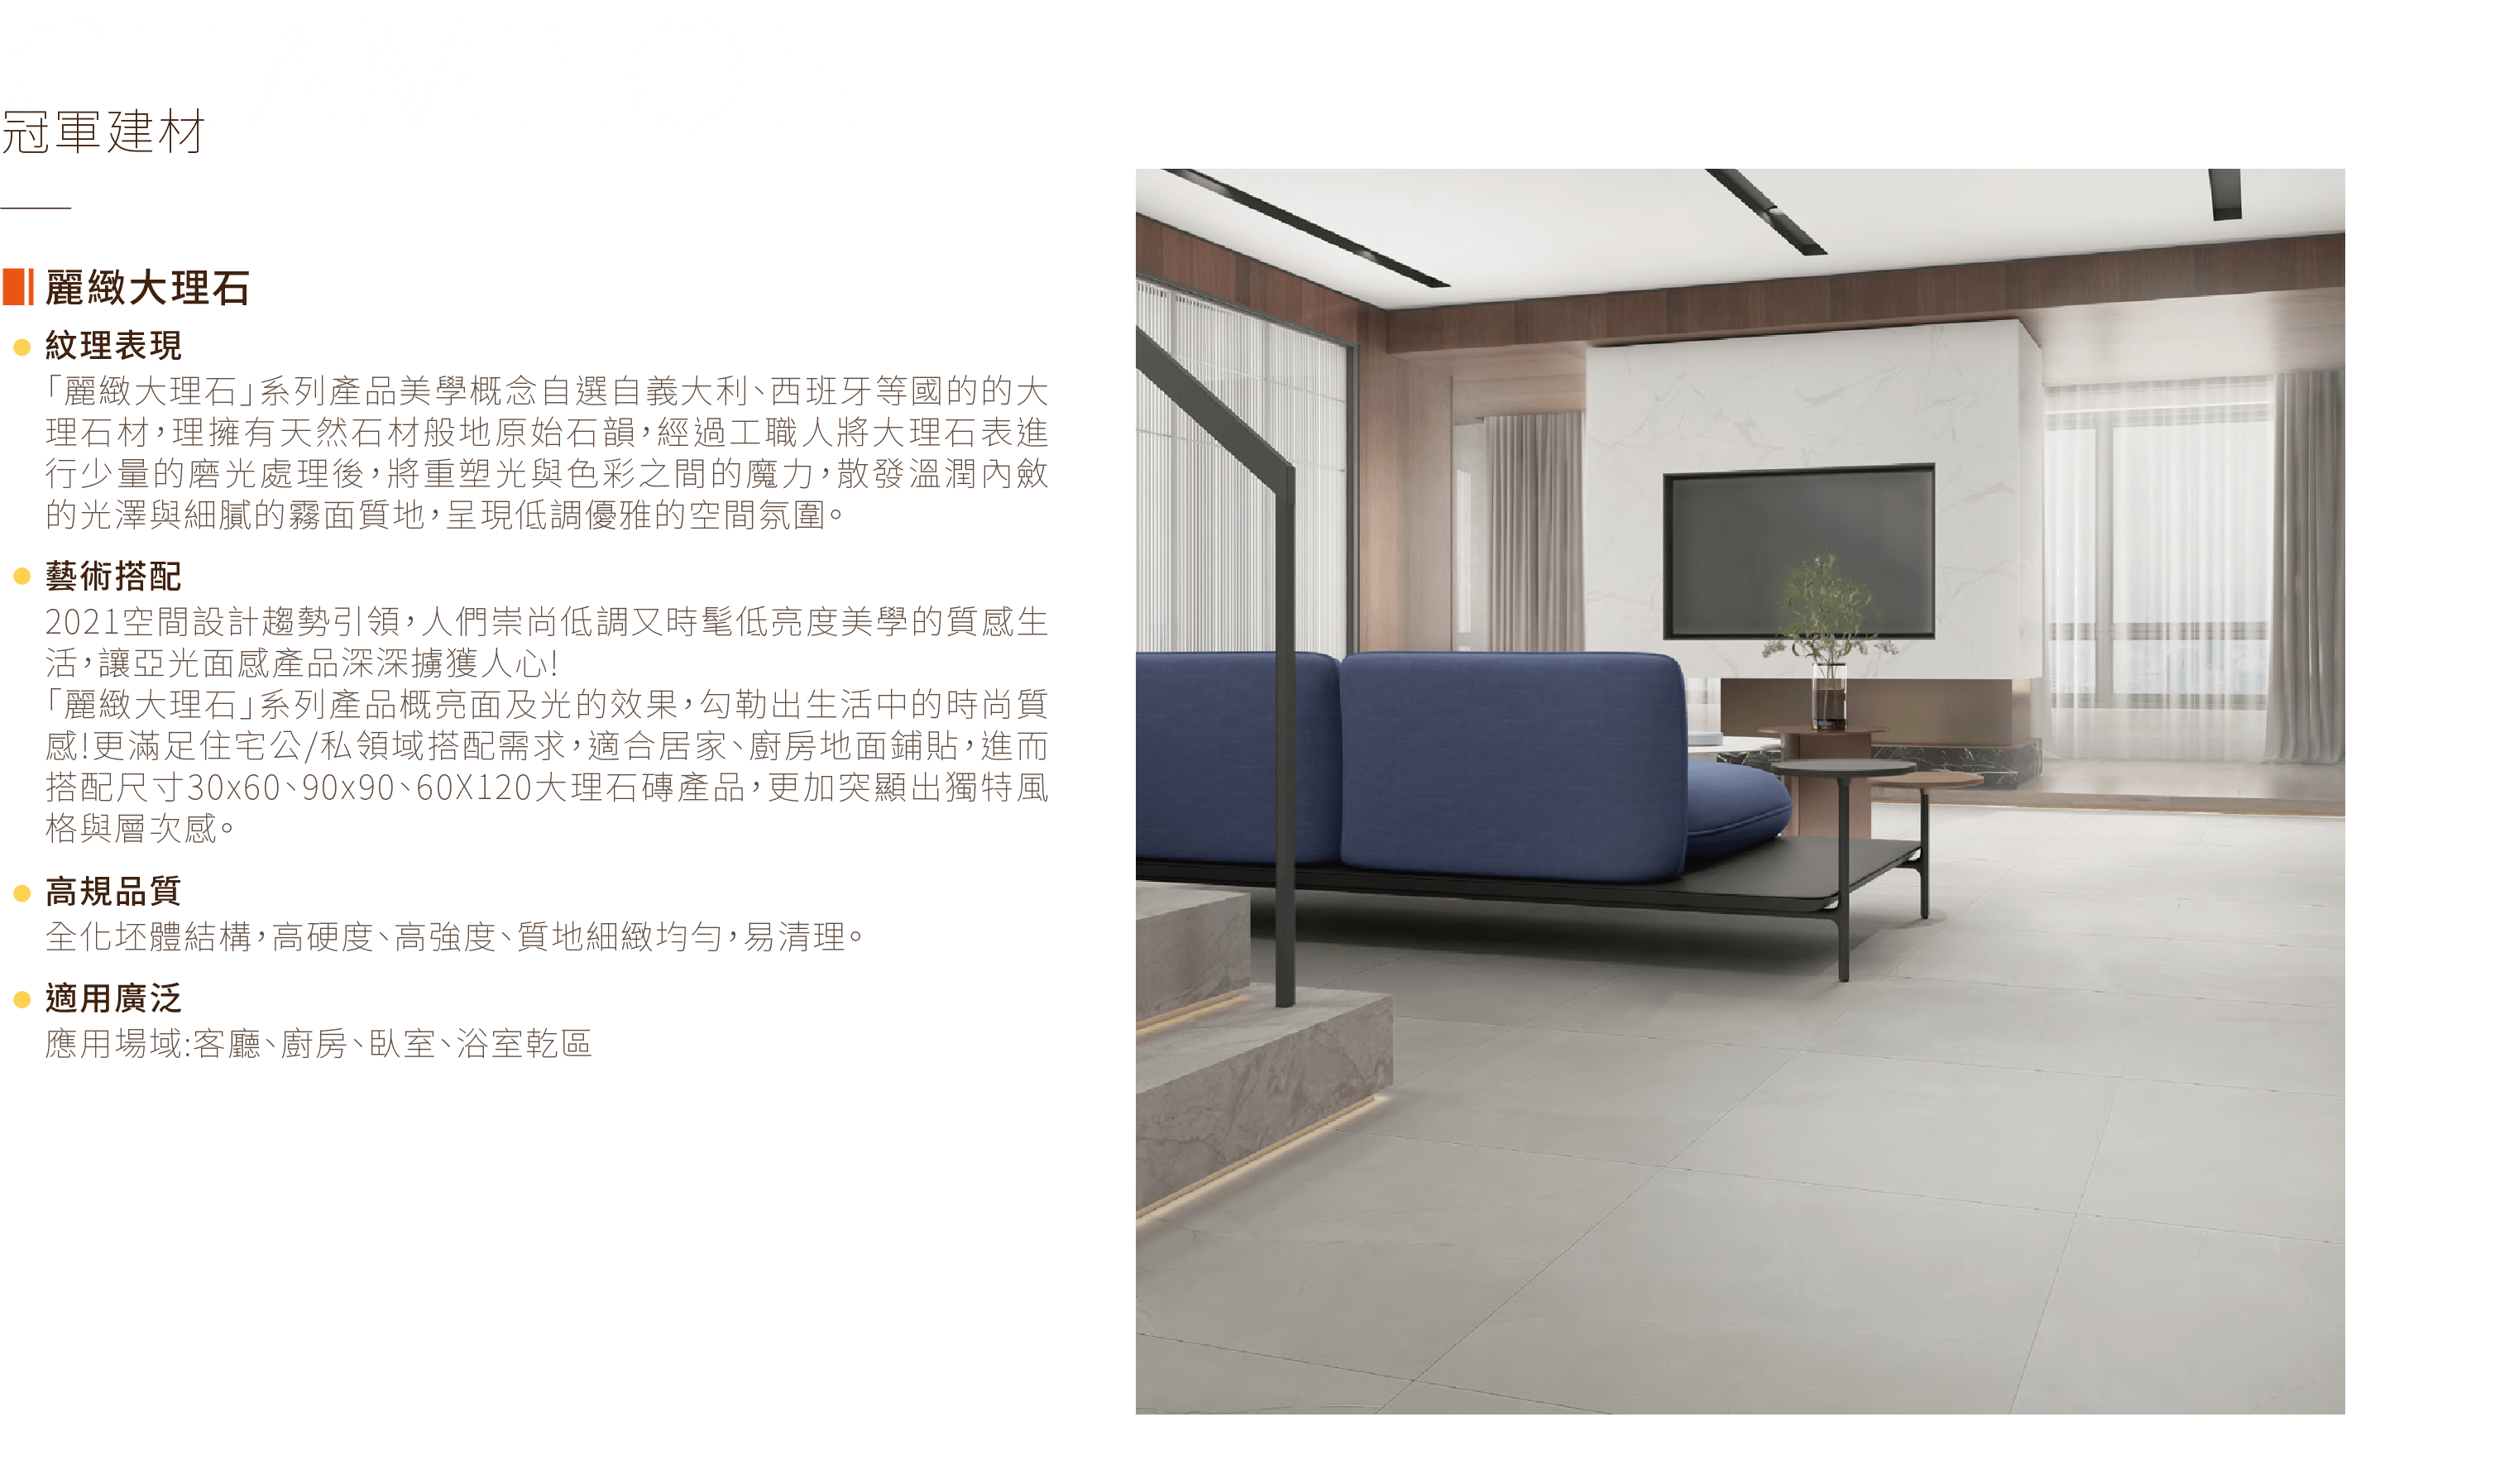 冠軍建材
麗緻大理石
紋理表現
「麗緻大理石」系列產品美學概念自選自義大利、西班牙等國的的大
理石材，理擁有天然石材般地原始石韻，經過工職人將大理石表進
行少量的磨光處理後，將重塑光與色彩之間的魔力，散發溫潤內斂
的光澤與細膩的霧面質地，呈現低調優雅的空間氛圍。
藝術搭配
2021空間設計趨勢引領，人們崇尚低調又時髦低亮度美學的質感生
活，讓亞光面感產品深深擄獲人心!
「麗緻大理石」系列產品概亮面及光的效果，勾勒出生活中的時尚質
感!更滿足住宅公/私領域搭配需求，適合居家、廚房地面鋪貼，進而
搭配尺寸30x60、90x90、60X120大理石磚產品，更加突顯出獨特風
格與層次感。
高規品質
全化坯體結構，高硬度、高強度、質地細緻均勻，易清理。
適用廣泛
應用場域:客廳、廚房、臥室、浴室乾區